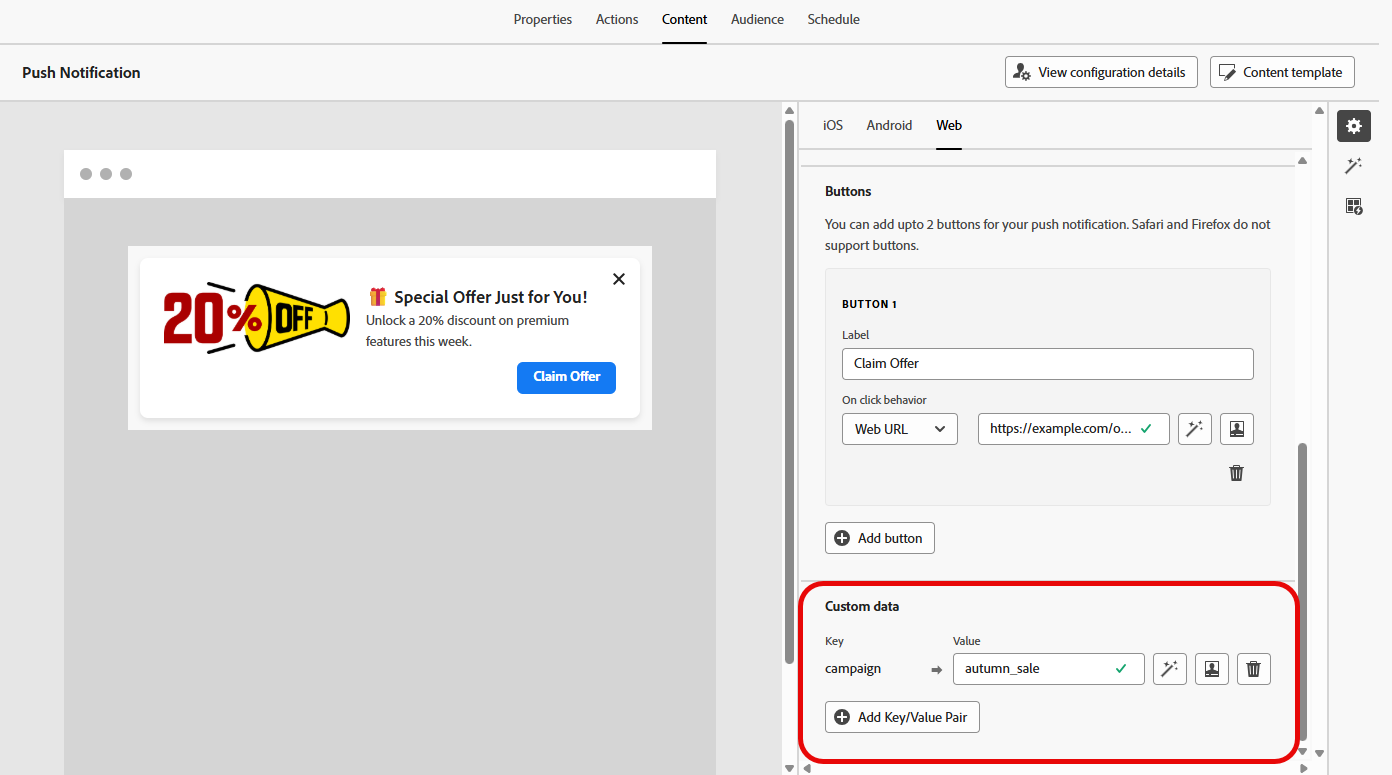 Properties Actions Content Audience Schedule
Push Notification
View configuration details
Content template
20% OFF
Special Offer Just for You!
Unlock a 20% discount on premium
features this week.
Claim Offer
iOS Android Web
Buttons
You can add upto 2 buttons for your push notification. Safari and Firefox do not
support buttons.
BUTTON 1
Label
Claim Offer
On click behavior
Web URL https://example.com/o...
Add button
Custom data
Key Value
campaign autumn_sale
Add Key/Value Pair